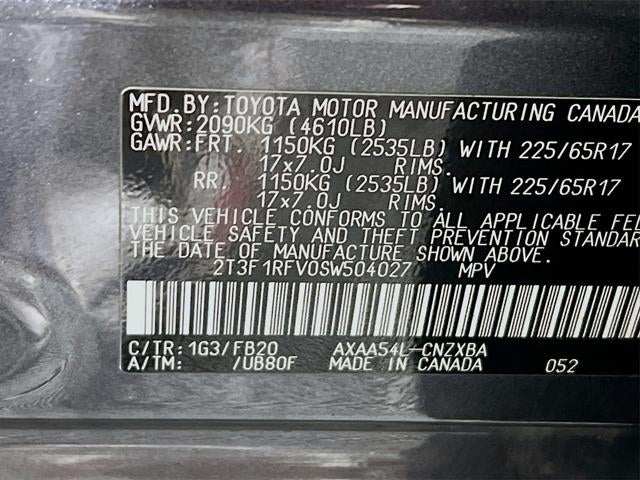 MFD. BY: TOYOTA MOTOR MANUFACTURING CANADA
GVWR: 2090KG (4610LB)
GAWR: FRT. 1150KG (2535LB) WITH 225/65R17
17x7.0J RIMS.
RR. 1150KG (2535LB) WITH 225/65R17
17x7.0J RIMS.
THIS VEHICLE CONFORMS TO ALL APPLICABLE FED
VEHICLE SAFETY AND THEFT PREVENTION STANDAR
THE DATE OF MANUFACTURE SHOWN ABOVE.
2T3F1RFV0SW504027 MPV
C/TR: 1G3/FB20 AXAA54L-CNZXBA
A/TM: /UB80F MADE IN CANADA 052